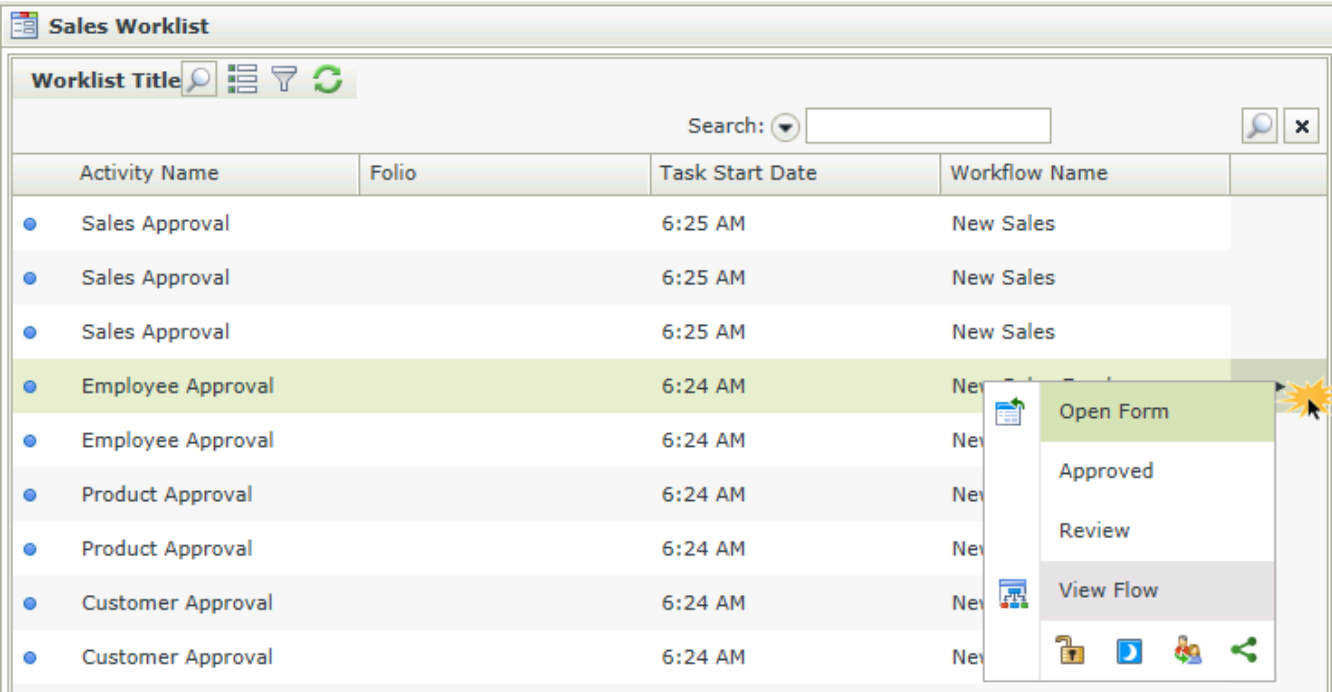 Sales Worklist
Worklist Title
Search:
Activity Name Folio Task Start Date Workflow Name
Sales Approval 6:25 AM New Sales
Sales Approval 6:25 AM New Sales
Sales Approval 6:25 AM New Sales
Employee Approval 6:24 AM
Open Form
Employee Approval 6:24 AM
Approved
Product Approval 6:24 AM
Review
Product Approval 6:24 AM
View Flow
Customer Approval 6:24 AM
Customer Approval 6:24 AM